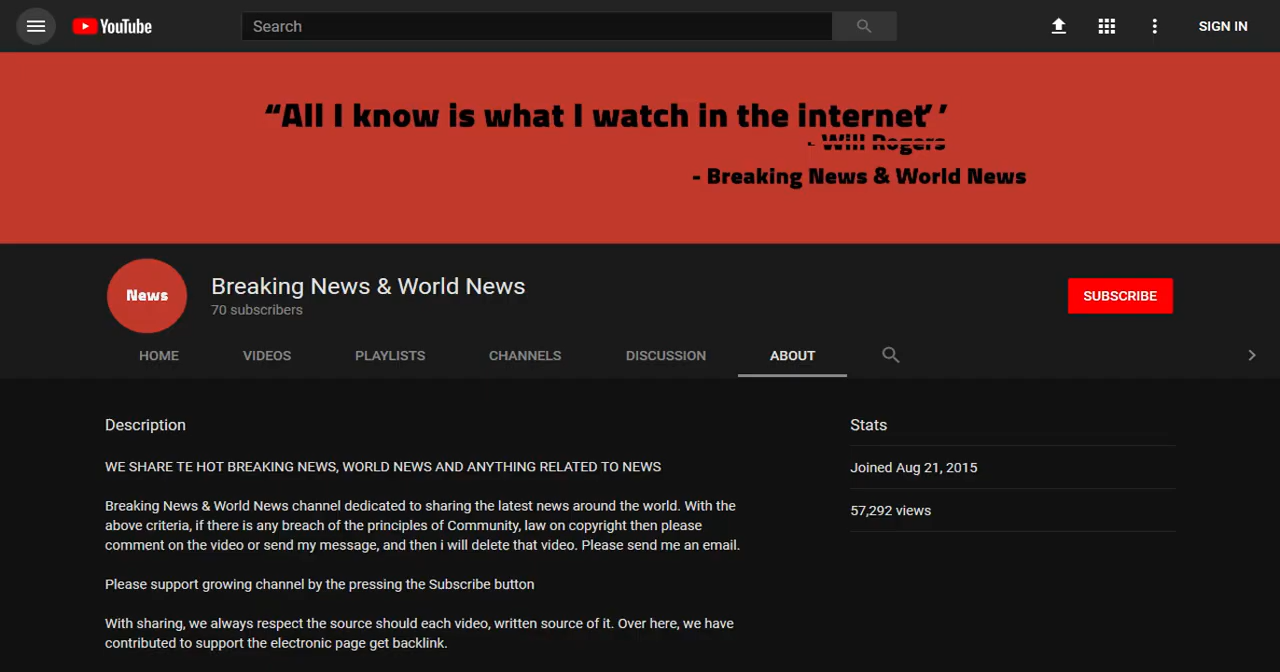 YouTube
Search
SIGN IN
“All I know is what I watch in the internet’’
- Will Rogers
- Breaking News & World News
News
Breaking News & World News
70 subscribers
SUBSCRIBE
HOME VIDEOS PLAYLISTS CHANNELS DISCUSSION ABOUT
Description
WE SHARE TE HOT BREAKING NEWS, WORLD NEWS AND ANYTHING RELATED TO NEWS
Breaking News & World News channel dedicated to sharing the latest news around the world. With the
above criteria, if there is any breach of the principles of Community, law on copyright then please
comment on the video or send my message, and then i will delete that video. Please send me an email.
Please support growing channel by the pressing the Subscribe button
With sharing, we always respect the source should each video, written source of it. Over here, we have
contributed to support the electronic page get backlink.
Stats
Joined Aug 21, 2015
57,292 views